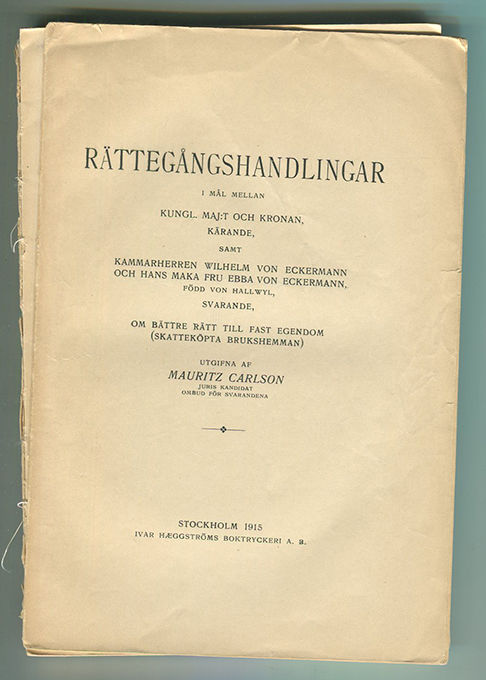 RÄTTEGÅNGSHANDLINGAR
I MÅL MELLAN
KUNGL. MAJ:T OCH KRONAN,
KÄRANDE,
SAMT
KAMMARHERREN WILHELM VON ECKERMANN
OCH HANS MAKA FRU EBBA VON ECKERMANN,
FÖDD VON HALLWYL,
SVARANDE,
OM BÄTTRE RÄTT TILL FAST EGENDOM
(SKATTEKÖPTA BRUKSHEMMAN)
UTGIFNA AF
MAURITZ CARLSON
JURIS KANDIDAT
OMBUD FÖR SVARANDENA
STOCKHOLM 1915
IVAR HÆGGSTRÖMS BOKTRYCKERI A. B.